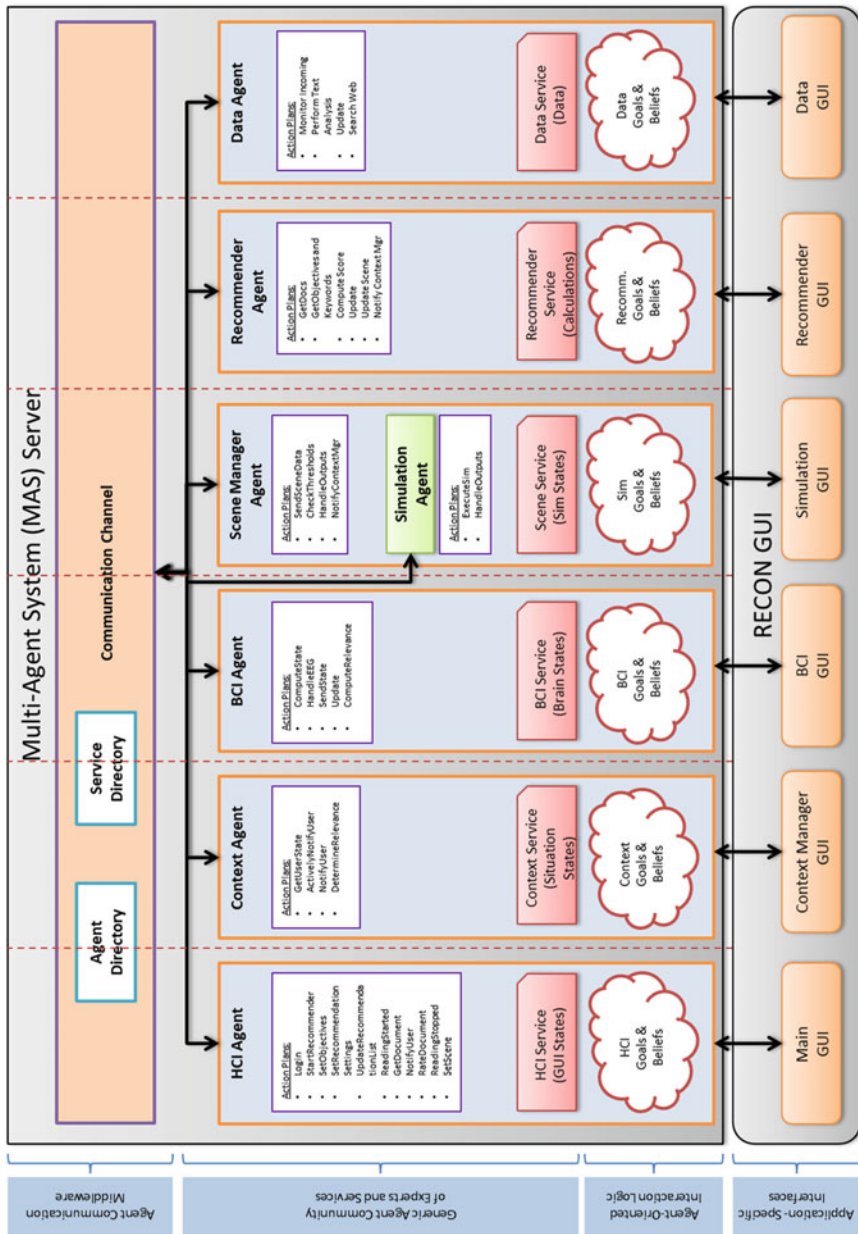 Multi-Agent System (MAS) Server
Agent Communication
Middleware
Agent
Directory
Service
Directory
Communication Channel
Generic Agent Community
of Experts and Services
HCI Agent
Action Plans:
• Login
• StartRecommender
• SetObjectives
• SetRecommendation
Settings
• UpdateRecommenda
tionList
• ReadingStarted
• GetDocument
• NotifyUser
• RateDocument
• ReadingStopped
• SetScene
HCI Service
(GUI States)
Context Agent
Action Plans:
• GetUserState
• ActivelyNotifyUser
• NotifyUser
• DetermineRelevance
Context Service
(Situation
States)
BCI Agent
Action Plans:
• ComputeState
• HandleEEG
• SendState
• Update
• ComputeRelevance
BCI Service
(Brain States)
Scene Manager
Agent
Action Plans:
• SendSceneData
• CheckThresholds
• HandleOutputs
• NotifyContextMgr
Simulation
Agent
Action Plans:
• ExecuteSim
• HandleOutputs
Scene Service
(Sim States)
Recommender
Agent
Action Plans:
• GetDocs
• GetObjectives and
Keywords
• Compute Score
• Update
• Update Scene
• Notify Context Mgr
Recommender
Service
(Calculations)
Data Agent
Action Plans:
• Monitor Incoming
• Perform Text
Analysis
• Update
• Search Web
Data Service
(Data)
Agent-Oriented
Interaction Logic
HCI
Goals &
Beliefs
Context
Goals &
Beliefs
BCI
Goals &
Beliefs
Sim
Goals &
Beliefs
Recomm.
Goals &
Beliefs
Data
Goals &
Beliefs
Application-Specific
Interfaces
RECON GUI
Main
GUI
Context Manager
GUI
BCI
GUI
Simulation
GUI
Recommender
GUI
Data
GUI